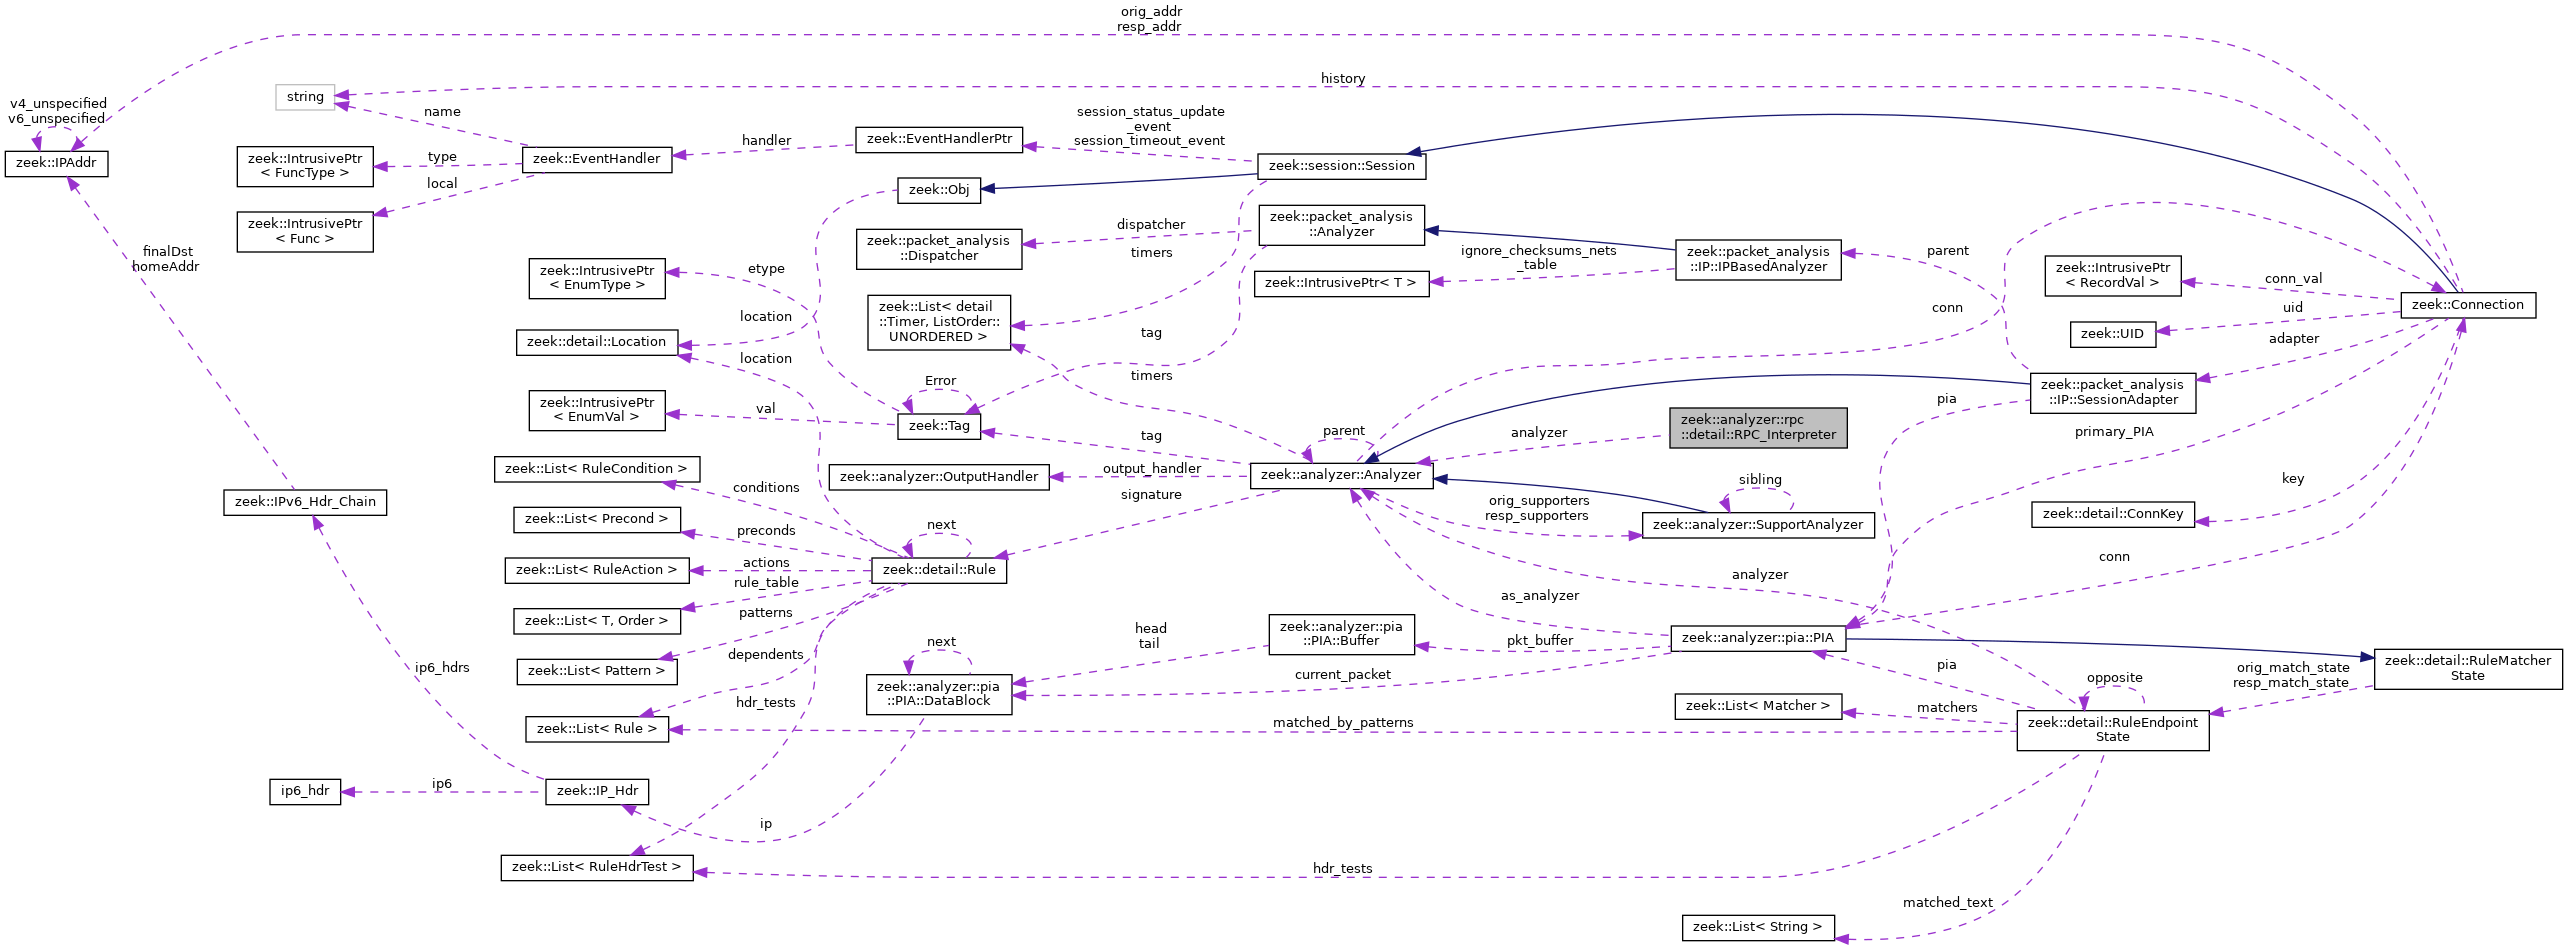 orig_addr
resp_addr
history
string
v4_unspecified
v6_unspecified
name
session_status_update
_event
session_timeout_event
handler
zeek::EventHandlerPtr
zeek::IPAddr
zeek::IntrusivePtr
< FuncType >
type
zeek::EventHandler
zeek::session::Session
local
zeek::Obj
zeek::IntrusivePtr
< Func >
dispatcher
zeek::packet_analysis
::Analyzer
zeek::packet_analysis
::Dispatcher
timers
finalDst
homeAddr
ignore_checksums_nets
_table
zeek::packet_analysis
::IP::IPBasedAnalyzer
parent
zeek::IntrusivePtr
< EnumType >
etype
zeek::IntrusivePtr< T >
zeek::IntrusivePtr
< RecordVal >
conn_val
zeek::Connection
zeek::List< detail
::Timer, ListOrder::
UNORDERED >
location
conn
uid
zeek::UID
zeek::detail::Location
tag
adapter
location
timers
Error
zeek::packet_analysis
::IP::SessionAdapter
zeek::IntrusivePtr
< EnumVal >
val
pia
zeek::Tag
tag
parent
analyzer
zeek::analyzer::rpc
::detail::RPC_Interpreter
primary_PIA
zeek::List< RuleCondition >
zeek::analyzer::OutputHandler
output_handler
zeek::analyzer::Analyzer
sibling
key
conditions
signature
orig_supporters
resp_supporters
zeek::IPv6_Hdr_Chain
zeek::List< Precond >
preconds
next
zeek::analyzer::SupportAnalyzer
zeek::detail::ConnKey
zeek::List< RuleAction >
actions
zeek::detail::Rule
analyzer
conn
rule_table
as_analyzer
zeek::List< T, Order >
patterns
head
tail
zeek::analyzer::pia
::PIA::Buffer
pkt_buffer
zeek::analyzer::pia::PIA
next
dependents
zeek::List< Pattern >
ip6_hdrs
current_packet
pia
opposite
orig_match_state
resp_match_state
zeek::detail::RuleMatcher
State
zeek::analyzer::pia
::PIA::DataBlock
hdr_tests
zeek::List< Matcher >
matchers
zeek::List< Rule >
matched_by_patterns
zeek::detail::RuleEndpoint
State
ip6_hdr
ip6
zeek::IP_Hdr
ip
zeek::List< RuleHdrTest >
hdr_tests
matched_text
zeek::List< String >